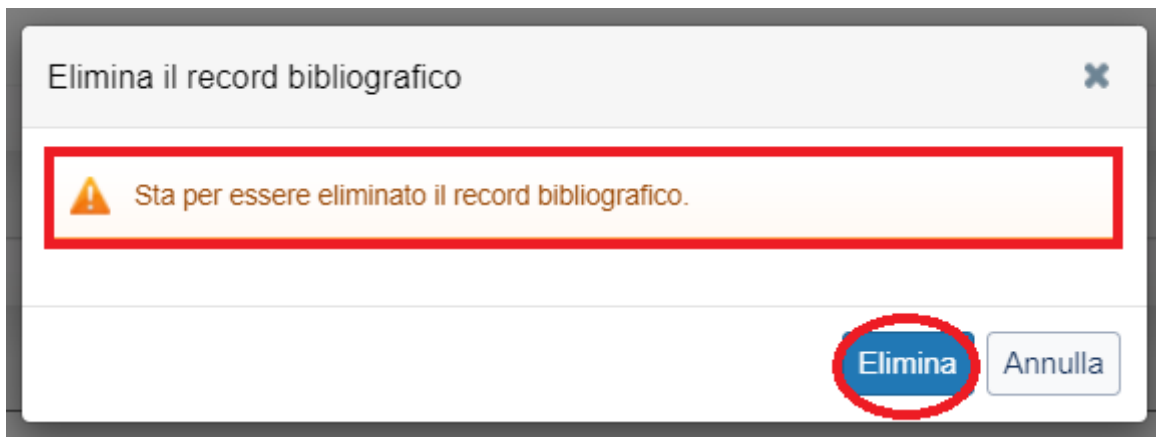 Elimina il record bibliografico
Sta per essere eliminato il record bibliografico.
Elimina
Annulla